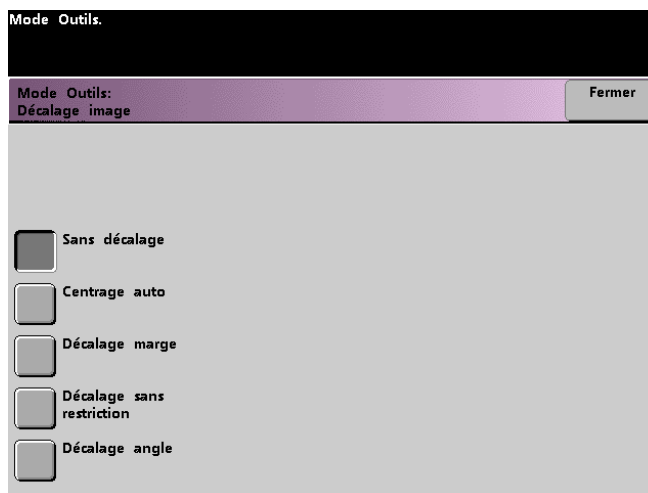 Mode Outils.
Mode Outils:
Fermer
Décalage image
Sans décalage
Centrage auto
Décalage marge
Décalage sans
restriction
Décalage angle